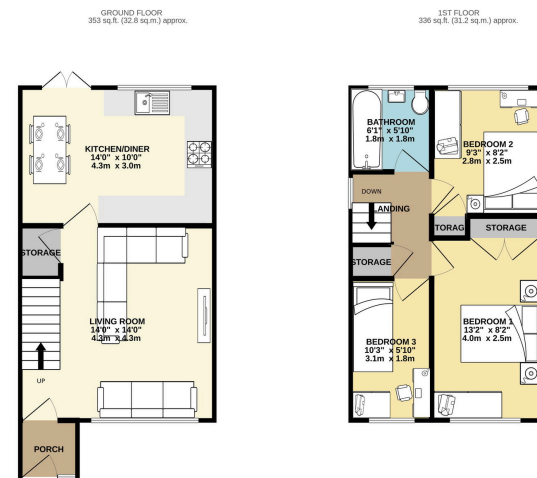 GROUND FLOOR
353 sq.ft. (32.8 sq.m.) approx.
1ST FLOOR
336 sq.ft. (31.2 sq.m.) approx.
KITCHEN/DINER
14'0" x 10'0"
4.3m x 3.0m
STORAGE
LIVING ROOM
14'0" x 14'0"
4.3m x 4.3m
UP
PORCH
BATHROOM
6'1" x 5'10"
1.8m x 1.8m
BEDROOM 2
9'3" x 8'2"
2.8m x 2.5m
DOWN
LANDING
STORAG
STORAGE
STORAGE
BEDROOM 1
13'2" x 8'2"
4.0m x 2.5m
BEDROOM 3
10'3" x 5'10"
3.1m x 1.8m